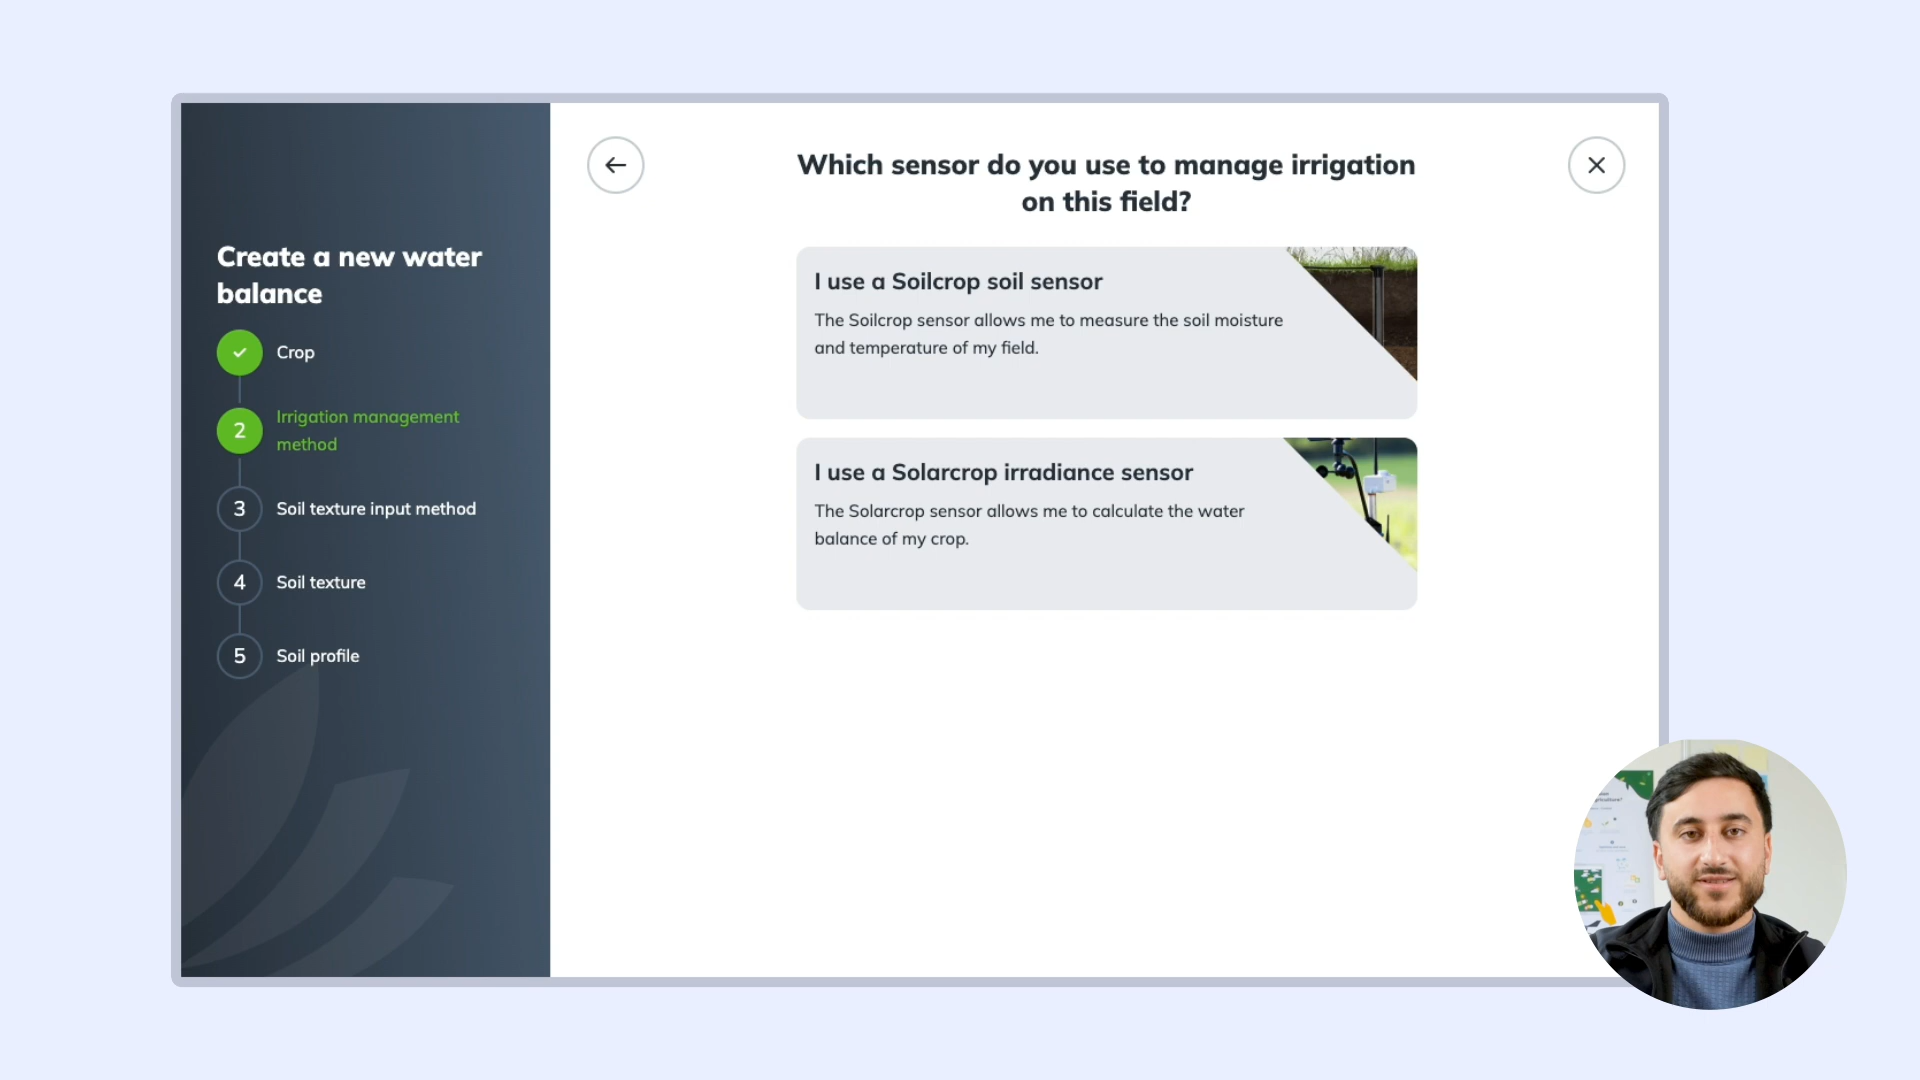 Create a new water
balance
Crop
2
Irrigation management
method
3
Soil texture input method
4
Soil texture
5
Soil profile
Which sensor do you use to manage irrigation
on this field?
I use a Soilcrop soil sensor
The Soilcrop sensor allows me to measure the soil moisture
and temperature of my field.
I use a Solarcrop irradiance sensor
The Solarcrop sensor allows me to calculate the water
balance of my crop.